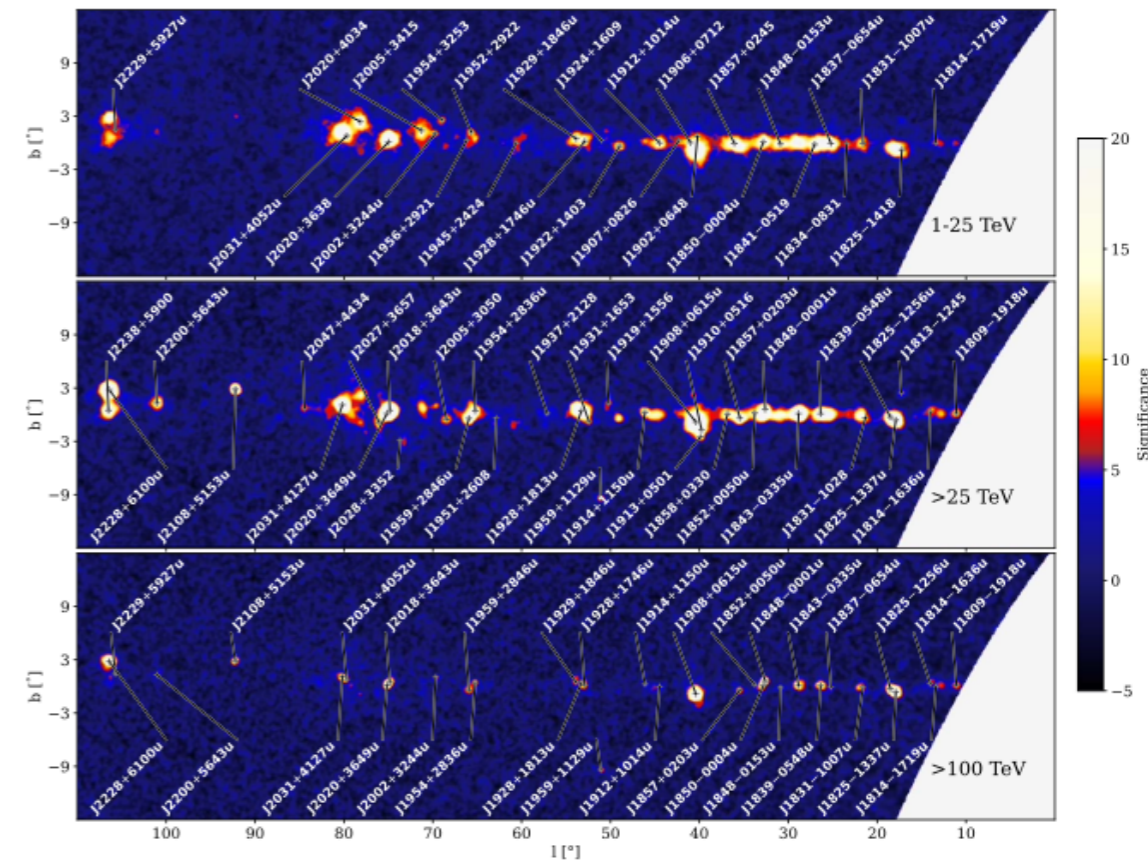 J2229+5927u J2020+4034 J2005+3415 J1954+3253 J1952+2922 J1929+1846u J1924+1609 J1912+1014u J1906+0712 J1857+0245 J1848−0153u J1837−0654u J1831−1007u J1814−1719u
9
3
−3
−9
b [°]
J2031+4052u J2020+3638 J2002+3244u J1956+2921 J1945+2424 J1928+1746u J1922+1403 J1907+0826 J1902+0648 J1850−0004u J1841−0519 J1834−0831 J1825−1418
1-25 TeV
J2238+5900 J2200+5643u J2047+4434 J2027+3657 J2018+3643u J2005+3050 J1954+2836u J1937+2128 J1931+1653 J1919+1556 J1908+0615u J1910+0516 J1857+0203u J1848−0001u J1839−0548u J1825−1256u J1813−1245 J1809−1918u
9
3
−3
−9
b [°]
J2228+6100u J2108+5153u J2031+4127u J2020+3649u J2028+3352 J1959+2846u J1951+2608 J1928+1813u J1959+1129u J1914+1150u J1913+0501 J1858+0330 J1852+0050u J1843−0335u J1831−1028 J1825−1337u J1814−1636u
>25 TeV
J2229+5927u J2108+5153u J2031+4052u J2018+3643u J1959+2846u J1929+1846u J1928+1746u J1914+1150u J1908+0615u J1852+0050u J1848−0001u J1843−0335u J1837−0654u J1825−1256u J1814−1636u J1809−1918u
9
3
−3
−9
b [°]
J2228+6100u J2200+5643u J2031+4127u J2020+3649u J2002+3244u J1954+2836u J1928+1813u J1959+1129u J1912+1014u J1857+0203u J1850−0004u J1848−0153u J1839−0548u J1831−1007u J1825−1337u J1814−1719u
>100 TeV
100 90 80 70 60 50 40 30 20 10
l [°]
20
15
10
5
0
−5
Significance